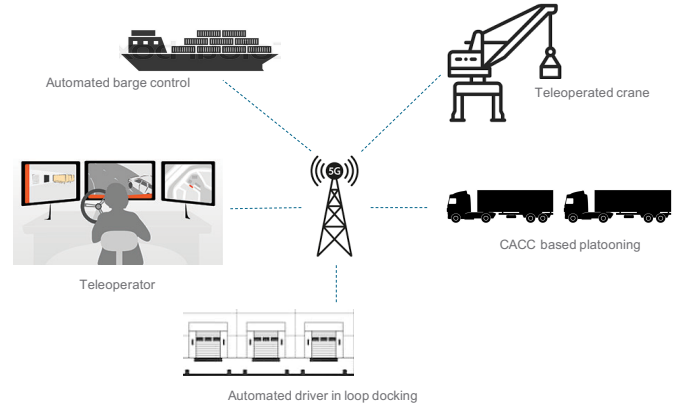 Automated barge control
Teleoperated crane
5G
CACC based platooning
Teleoperator
Automated driver in loop docking